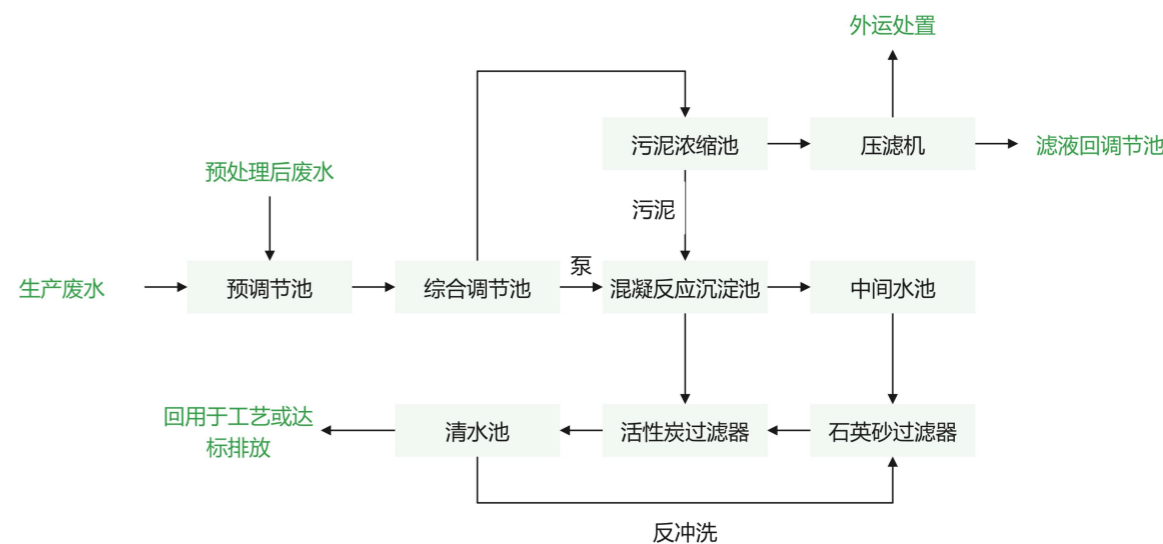 外运处置
污泥浓缩池
压滤机
滤液回调节池
预处理后废水
污泥
泵
生产废水
预调节池
综合调节池
混凝反应沉淀池
中间水池
回用于工艺或达
标排放
清水池
活性炭过滤器
石英砂过滤器
反冲洗